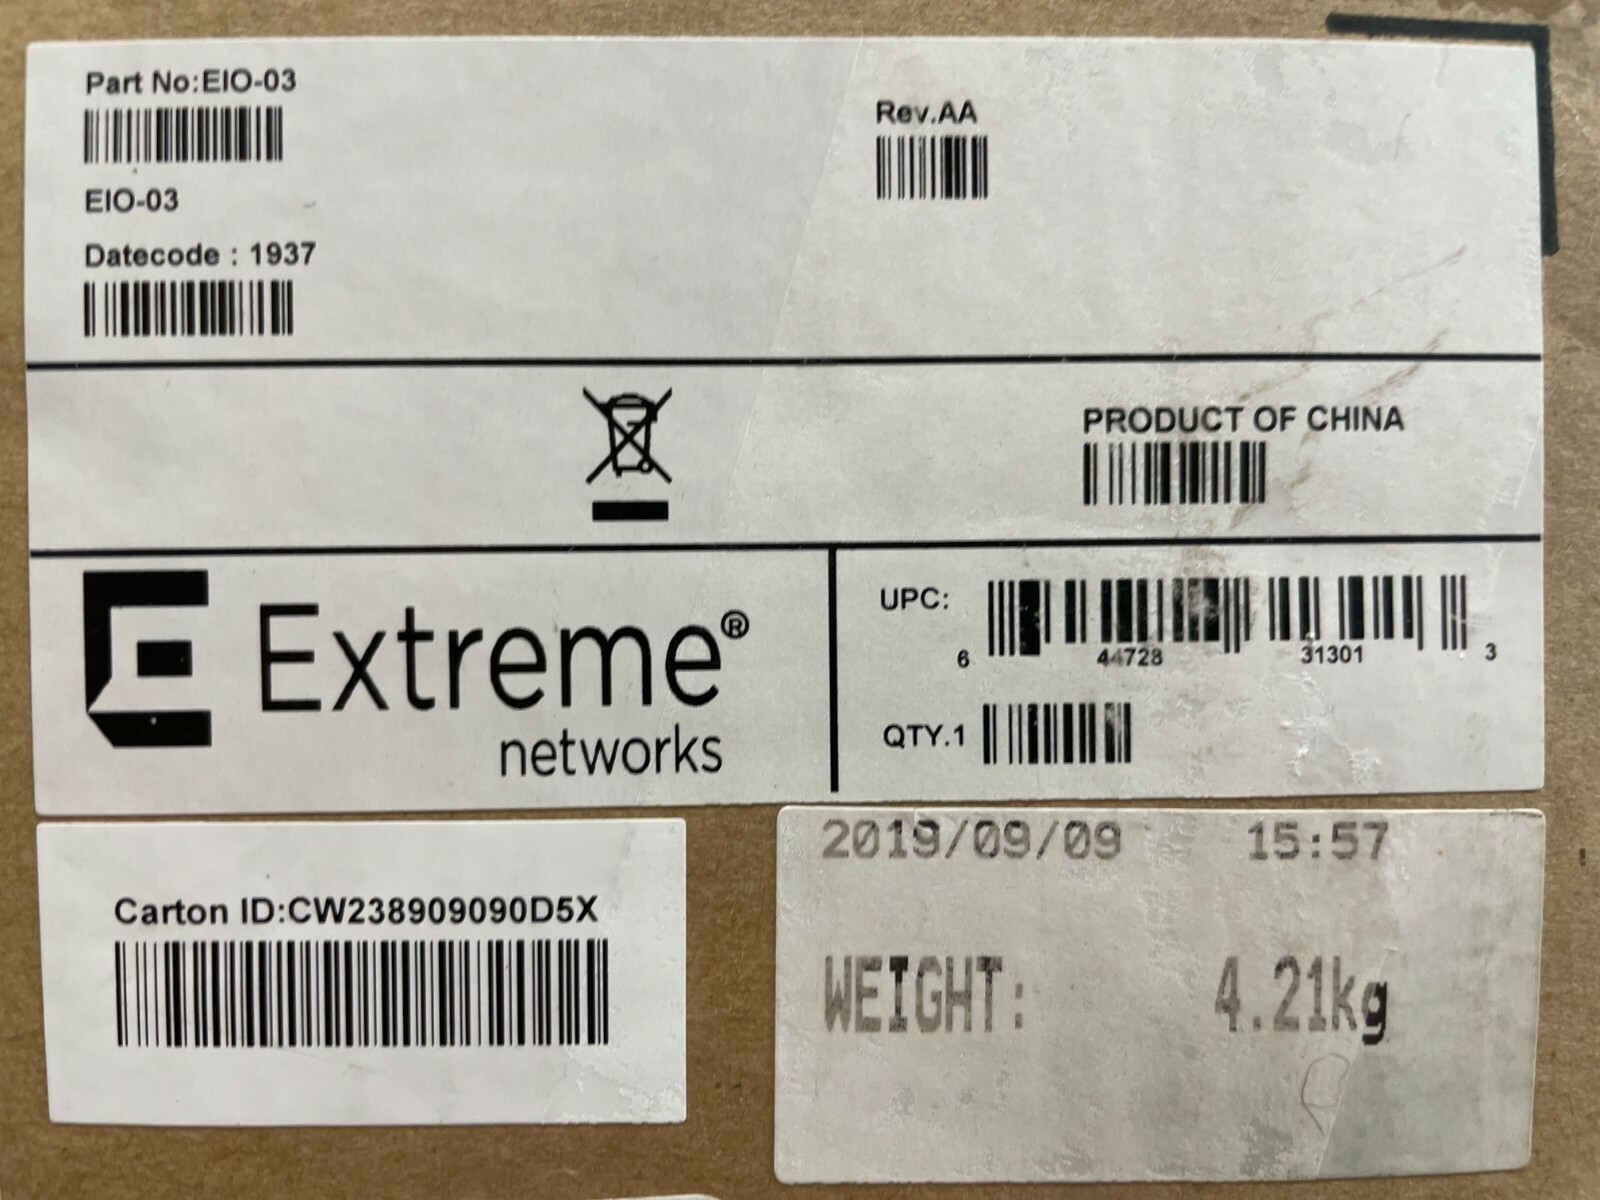 Part No:EIO-03
Rev.AA
EIO-03
Datecode : 1937
PRODUCT OF CHINA
Extreme®
networks
UPC:
6 44728 31301 3
QTY.1
Carton ID:CW238909090D5X
2019/09/09 15:57
WEIGHT: 4.21kg